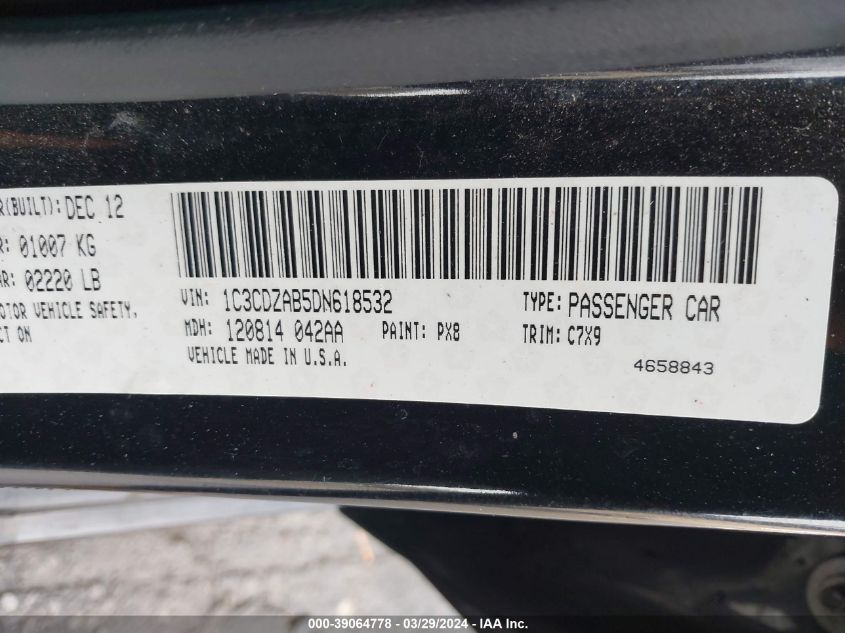 R(BUILT): DEC 12
R: 01007 KG
AR: 02220 LB
OTOR VEHICLE SAFETY,
CT ON
VIN: 1C3CDZAB5DN618532 TYPE: PASSENGER CAR
MDH: 120814 042AA PAINT: PX8 TRIM: C7X9
VEHICLE MADE IN U.S.A.
4658843
000-39064778 - 03/29/2024 - IAA Inc.